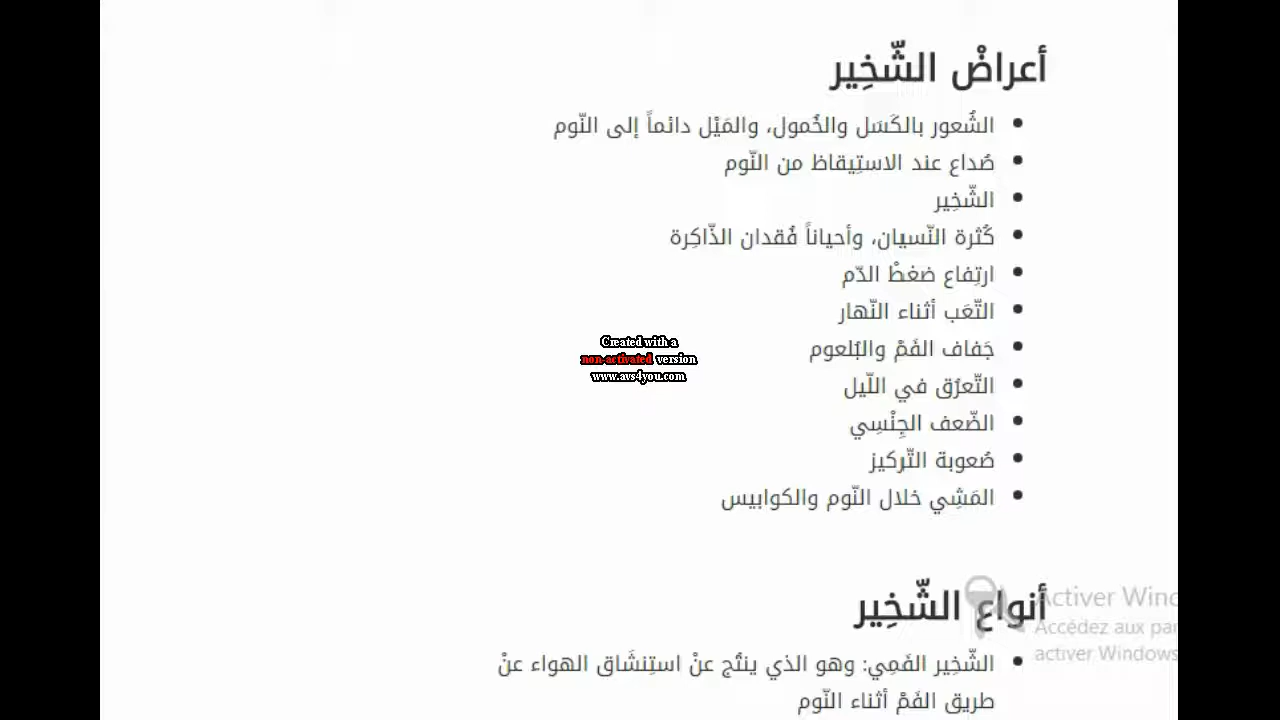 أعراضْ الشّخِير
الشُعور بالكَسَل والخُمول، والمَيْل دائماً إلى النّوم
صُداع عند الاستِيقاظ من النّوم
الشّخِير
كُثرة النّسيان، وأحياناً فُقدان الذّاكِرة
ارتِفاع ضغطْ الدّم
التّعَب أثناء النّهار
Created with a
non-activated version
www.avs4you.com
جَفاف الفَمْ والبُلعوم
التّعرُق في اللّيل
الضّعف الجِنْسِي
صُعوبة التّركيز
المَشِي خلال النّوم والكوابيس
أنواع الشّخِير
Activer Wind
Accédez aux par
activer Windows
الشّخِير الفَمِي: وهو الذي ينتُج عنْ استِنشَاق الهواء عنْ
طريق الفَمْ أثناء النّوم